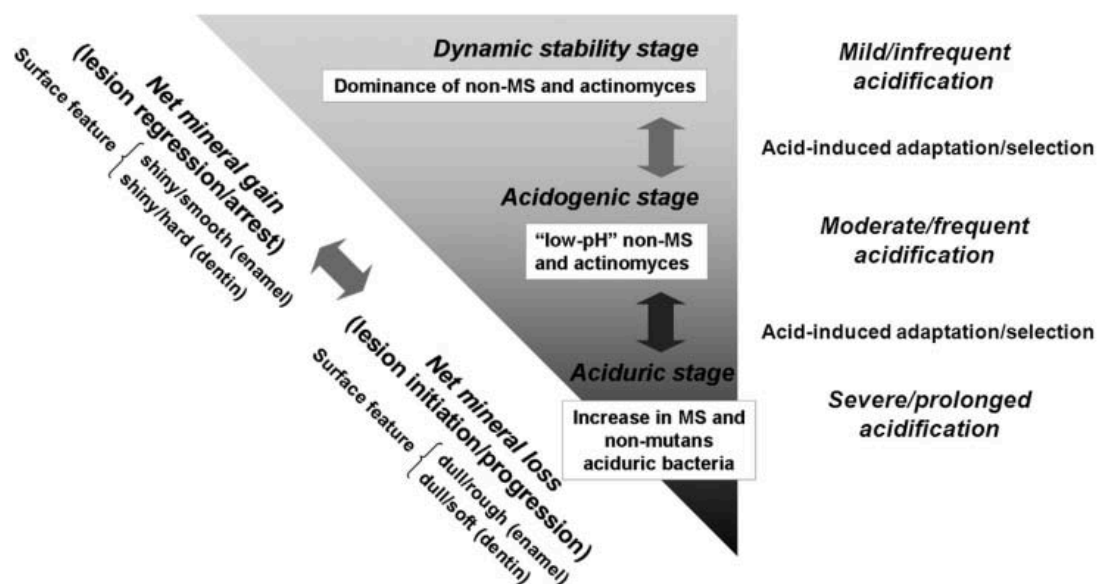 Dynamic stability stage
Dominance of non-MS and actinomyces
Acidogenic stage
“low-pH” non-MS
and actinomyces
Aciduric stage
Increase in MS and
non-mutans
aciduric bacteria
Mild/infrequent
acidification
Acid-induced adaptation/selection
Moderate/frequent
acidification
Acid-induced adaptation/selection
Severe/prolonged
acidification
Net mineral gain
(lesion regression/arrest)
Surface feature
shiny/smooth (enamel)
shiny/hard (dentin)
Net mineral loss
(lesion initiation/progression)
Surface feature
dull/rough (enamel)
dull/soft (dentin)